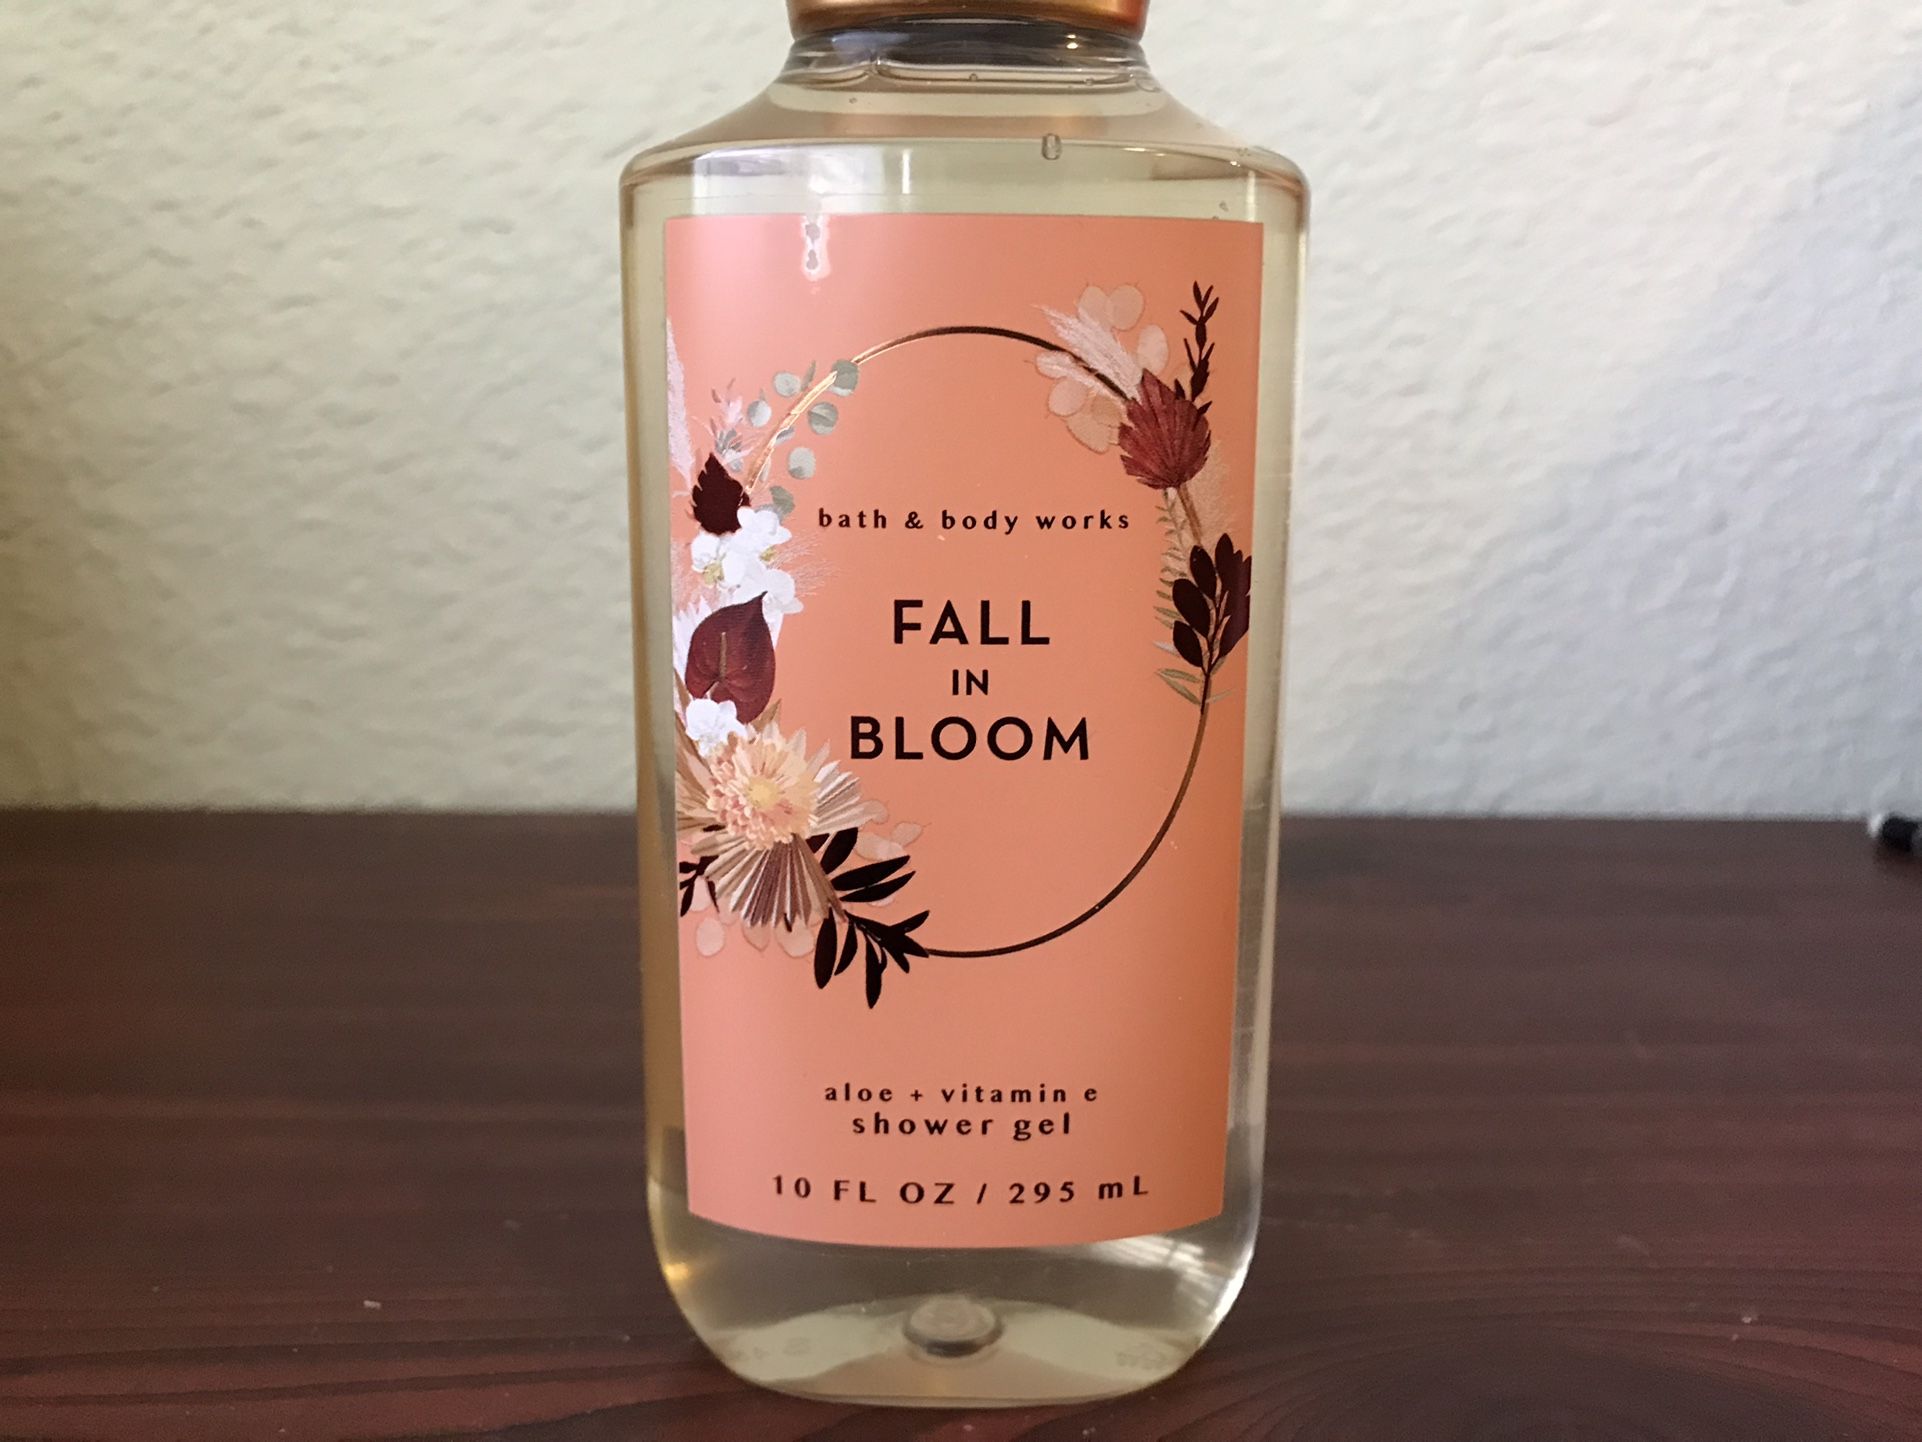 bath & body works
FALL
IN
BLOOM
aloe + vitamin e
shower gel
10 FL OZ / 295 mL